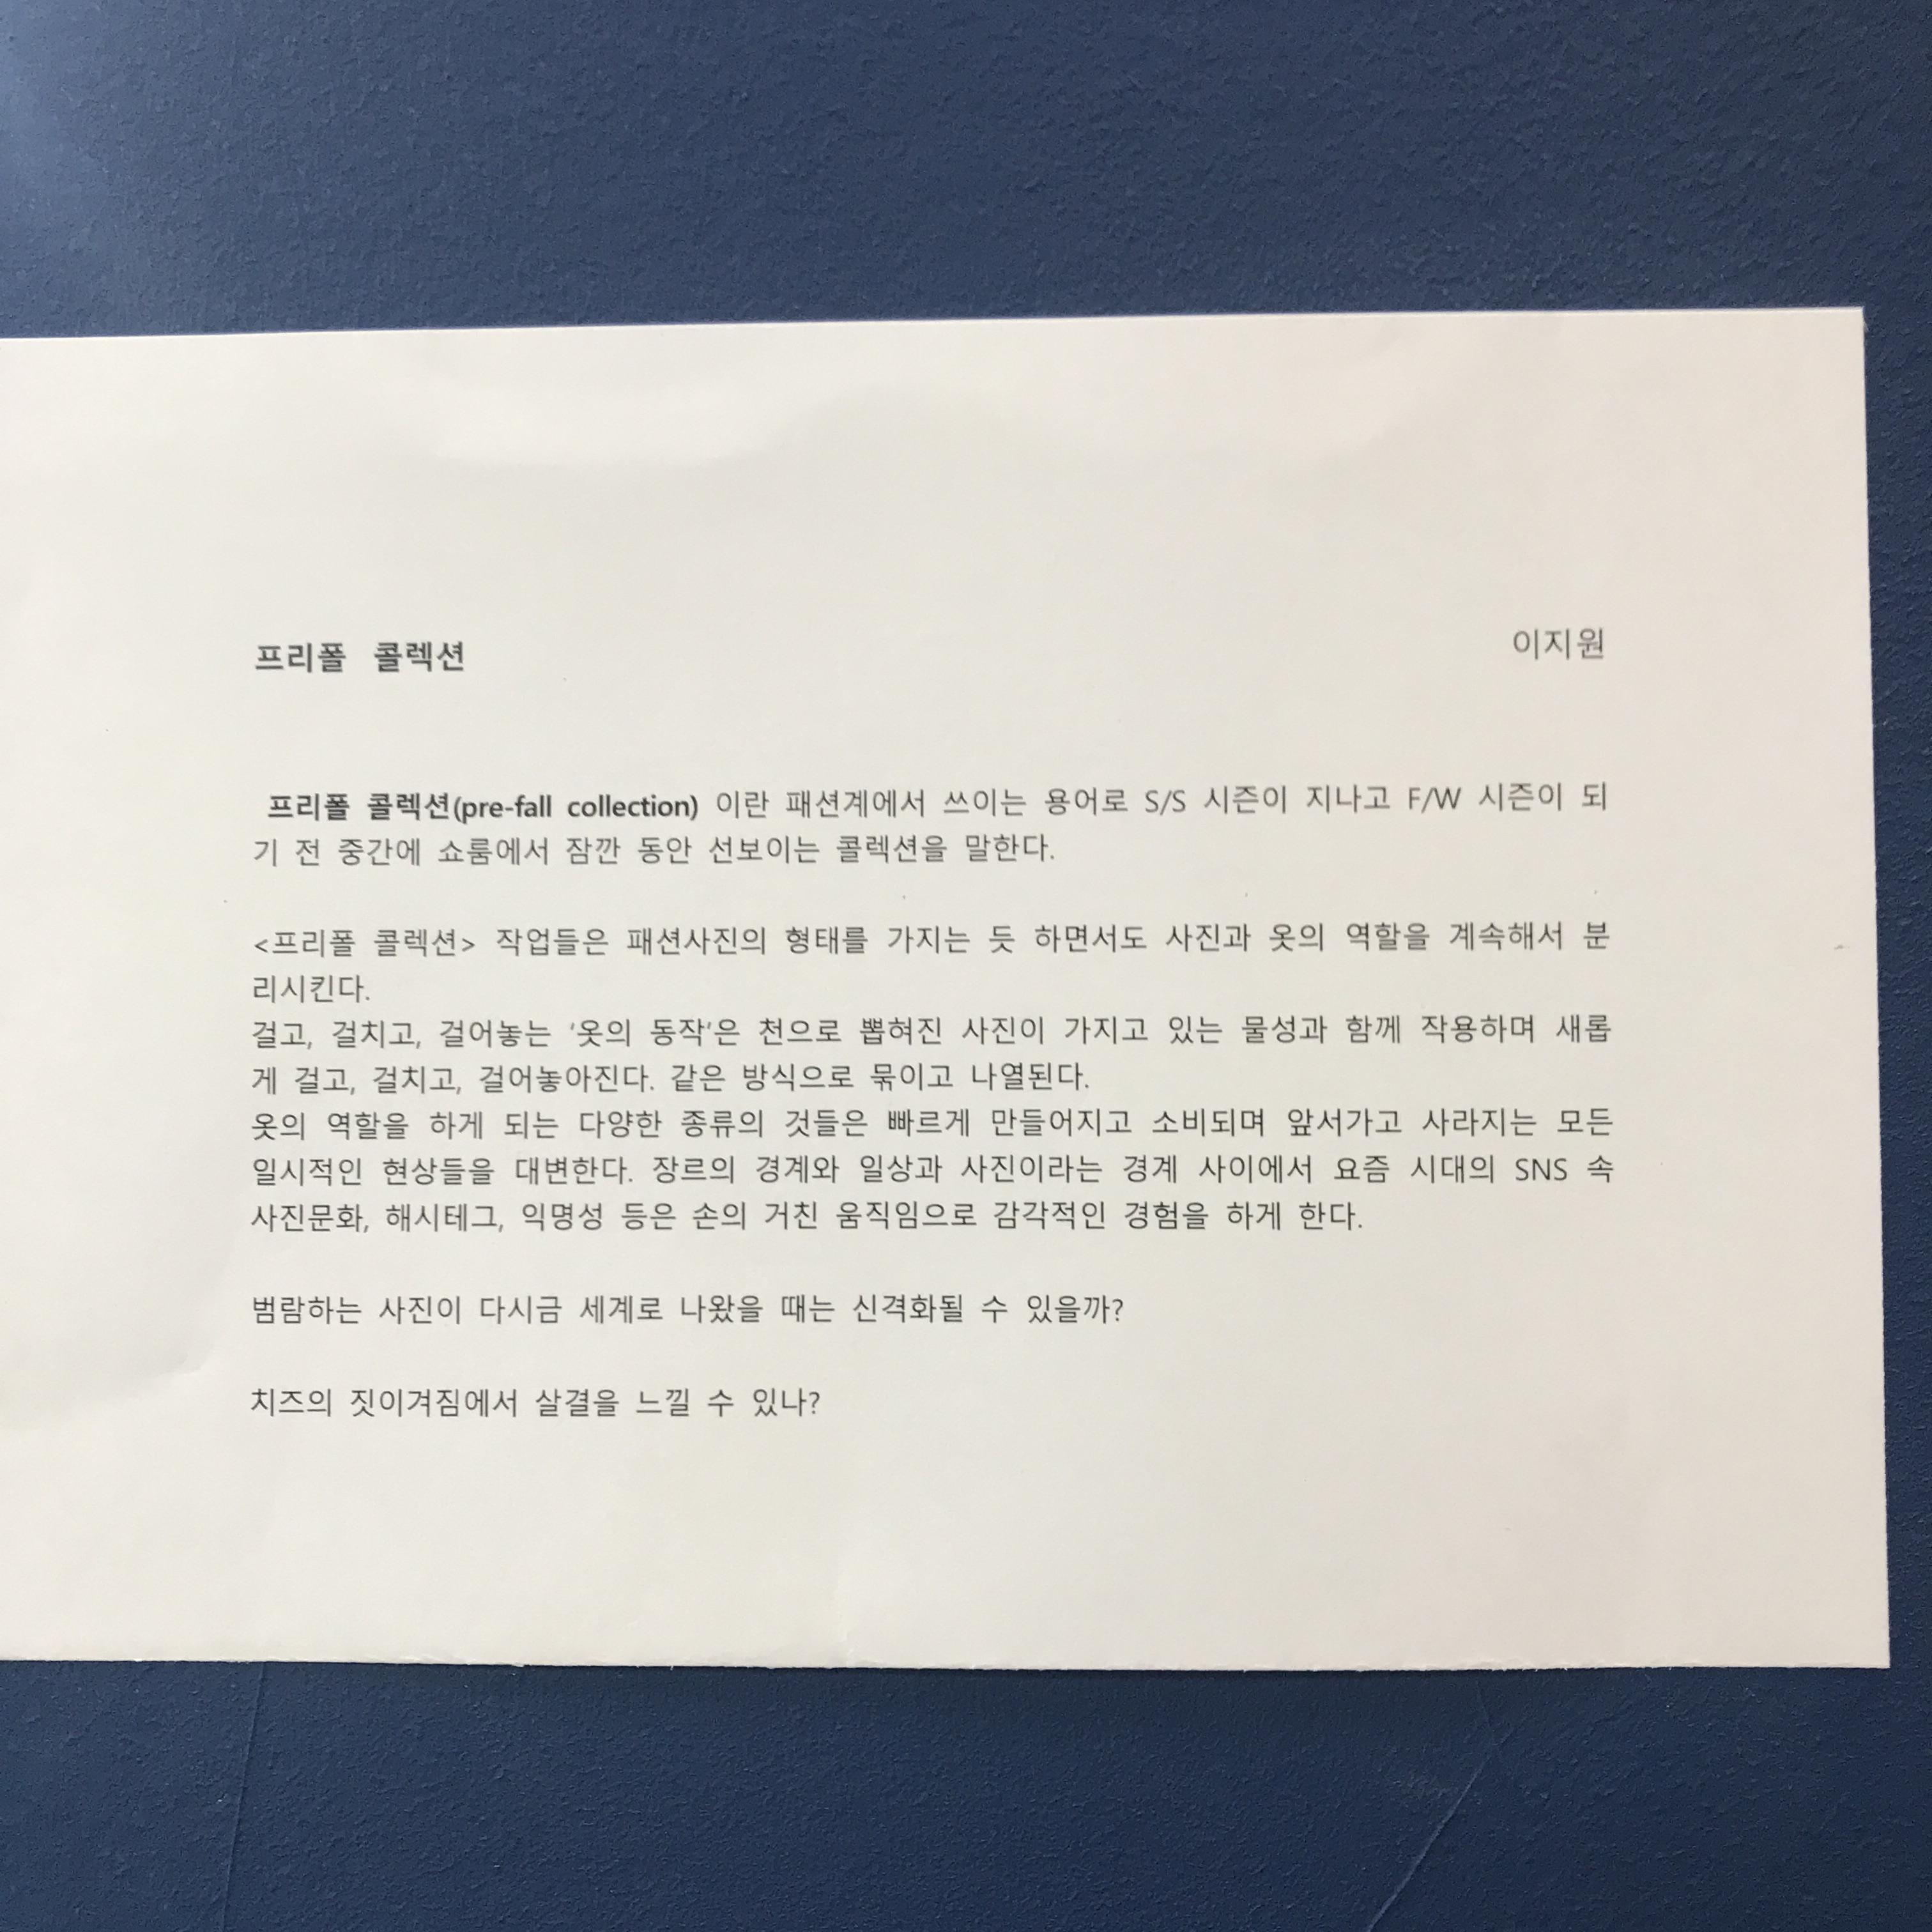 프리폴 콜렉션
이지원
프리폴 콜렉션(pre-fall collection) 이란 패션계에서 쓰이는 용어로 S/S 시즌이 지나고 F/W 시즌이 되
기 전 중간에 쇼룸에서 잠깐 동안 선보이는 콜렉션을 말한다.
<프리폴 콜렉션> 작업들은 패션사진의 형태를 가지는 듯 하면서도 사진과 옷의 역할을 계속해서 분
리시킨다.
걸고, 걸치고, 걸어놓는 '옷의 동작'은 천으로 뽑혀진 사진이 가지고 있는 물성과 함께 작용하며 새롭
게 걸고, 걸치고, 걸어놓아진다. 같은 방식으로 묶이고 나열된다.
옷의 역할을 하게 되는 다양한 종류의 것들은 빠르게 만들어지고 소비되며 앞서가고 사라지는 모든
일시적인 현상들을 대변한다. 장르의 경계와 일상과 사진이라는 경계 사이에서 요즘 시대의 SNS 속
사진문화, 해시테그, 익명성 등은 손의 거친 움직임으로 감각적인 경험을 하게 한다.
범람하는 사진이 다시금 세계로 나왔을 때는 신격화될 수 있을까?
치즈의 짓이겨짐에서 살결을 느낄 수 있나?